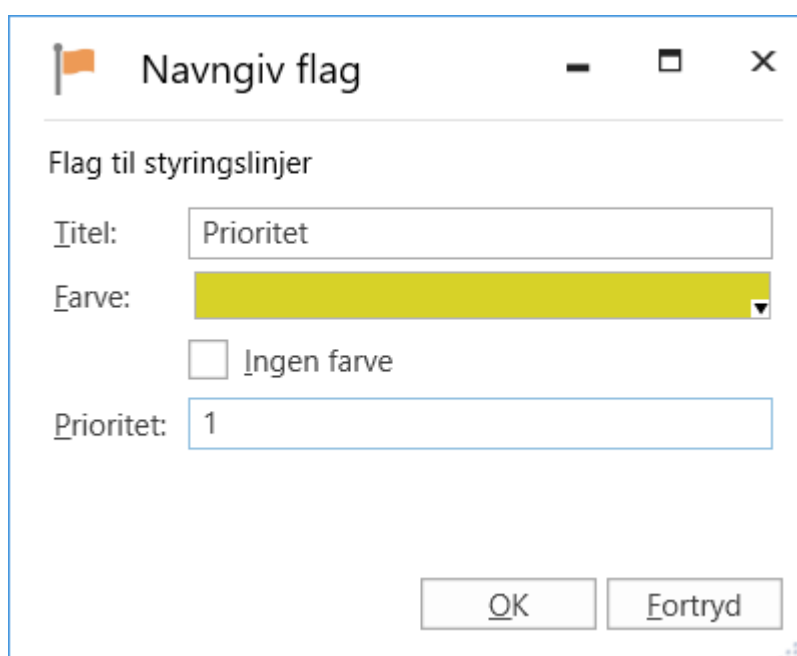 Navngiv flag
Flag til styringslinjer
Titel: Prioritet
Farve:
Ingen farve
Prioritet: 1
OK Fortryd